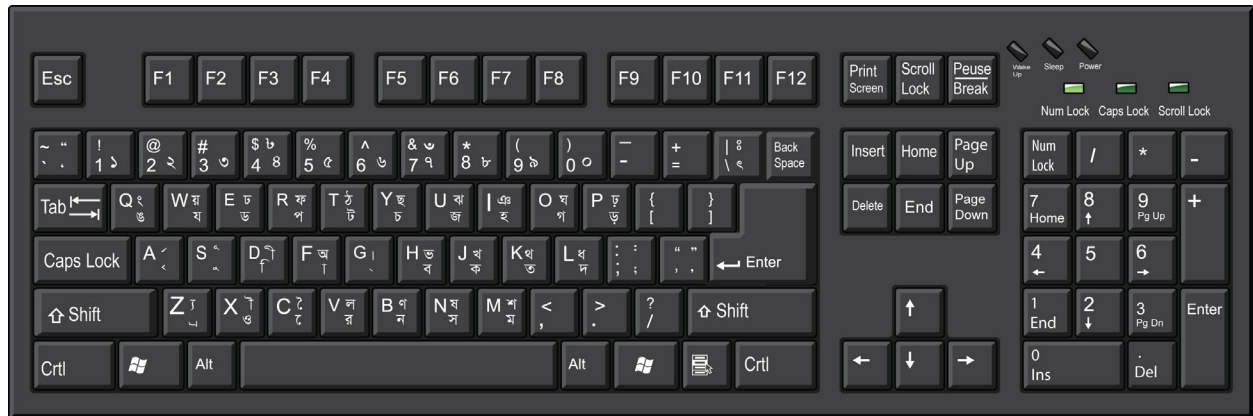 Esc F1 F2 F3 F4 F5 F6 F7 F8 F9 F10 F11 F12 Print Screen Scroll Lock Peuse Break Wake Up Sleep Power
Num Lock Caps Lock Scroll Lock
~ “ ` ‘ ! 1 ১ @ 2 ২ # 3 ৩ $ ৳ 4 ৪ % 5 ৫ ^ 6 ৬ & 7 ৭ * 8 ৮ ( 9 ৯ ) 0 ০ — - + = | ঃ \ ৎ Back Space Insert Home Page Up Num Lock / * -
Tab Q ং ঙ W য় য E ঢ ড R ফ প T ঠ ট Y ছ চ U ঝ জ I ঞ হ O ঘ গ P ঢ় ড় { [ } ] Delete End Page Down 7 Home 8 ↑ 9 Pg Up +
Caps Lock A র্ ৃ S ূ ু D ী ি F অ া G । ্ H ভ ব J খ ক K থ ত L ধ দ : ; : ; “ ” ‘ ’ ↵ Enter 4 ← 5 6 →
⇧ Shift Z ্য X ৌ ও C ৈ ে V ল র B ণ ন N ষ স M শ ম < , > . ? / ⇧ Shift ↑ 1 End 2 ↓ 3 Pg Dn Enter
Crtl Alt Alt Crtl ← ↓ → 0 Ins . Del